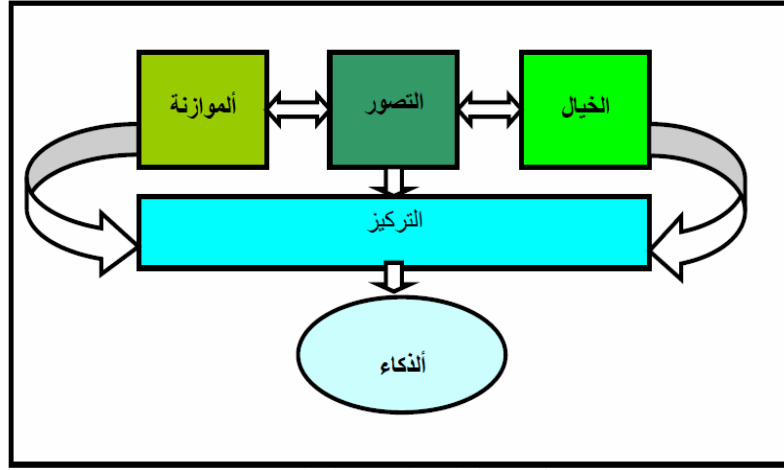 الخيال
التصور
ألموازنة
التركيز
ألذكاء